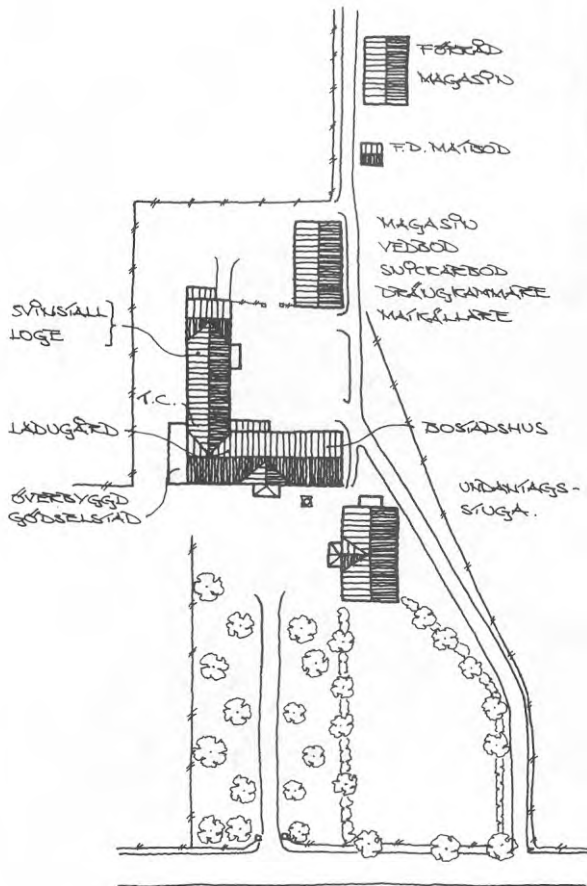 FÖRRÅD
MAGASIN
F.D. MATBOD
MAGASIN
VEDBOD
SNICKARBOD
DRÄNGKAMMARE
MATKÄLLARE
SVINSTALL
LOGE
T.C.
LADUGÅRD
BOSTADSHUS
ÖVERBYGGD
GÖDSELSTAD
UNDANTAGS-
STUGA.